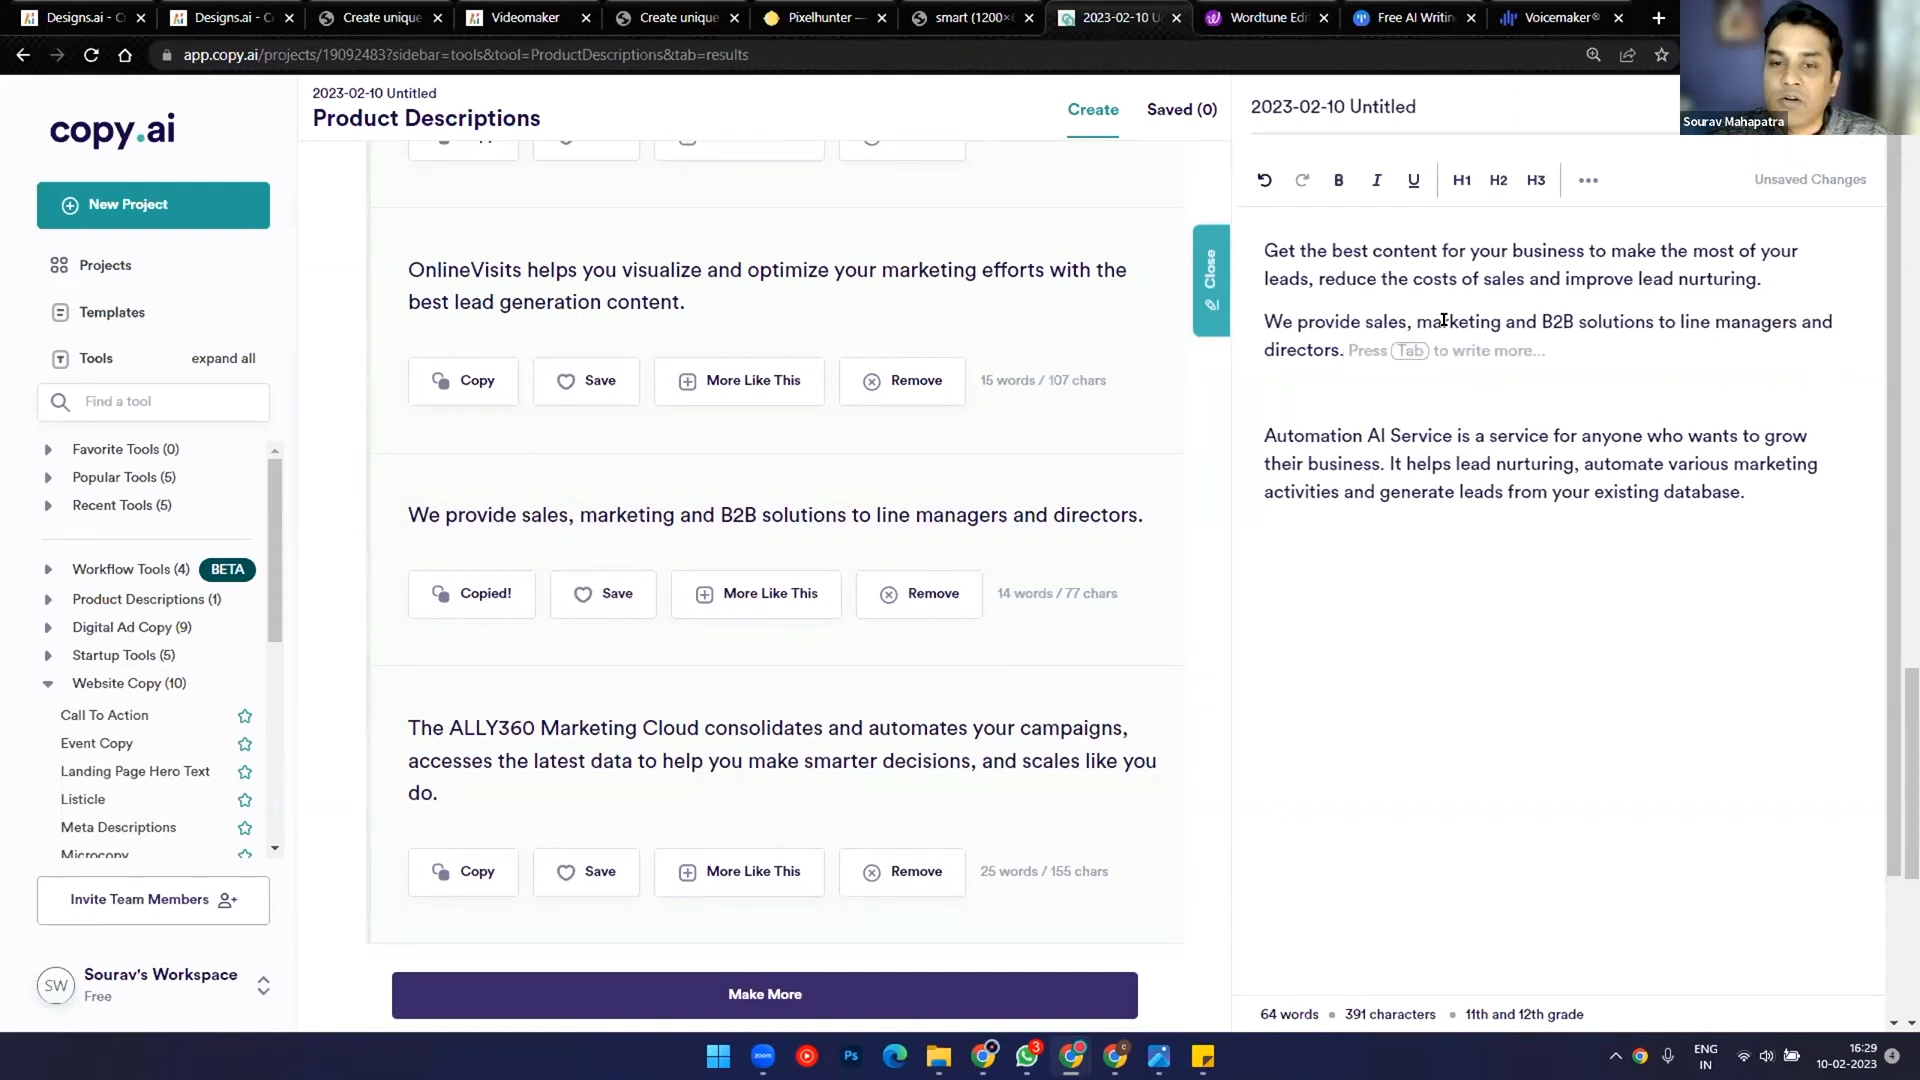 Designs.ai - C
Designs.ai - C
Create uniqu
Videomaker
Create uniqu
Pixelhunter —
smart (1200×
2023-02-10 U
Wordtune Edi
Free AI Writin
Voicemaker®
app.copy.ai/projects/19092483?sidebar=tools&tool=ProductDescriptions&tab=results
Sourav Mahapatra
copy.ai
New Project
Projects
Templates
Tools
expand all
Find a tool
Favorite Tools (0)
Popular Tools (5)
Recent Tools (5)
Workflow Tools (4) BETA
Product Descriptions (1)
Digital Ad Copy (9)
Startup Tools (5)
Website Copy (10)
Call To Action
Event Copy
Landing Page Hero Text
Listicle
Meta Descriptions
Microcopy
Invite Team Members
SW
Sourav's Workspace
Free
2023-02-10 Untitled
Product Descriptions
Create
Saved (0)
OnlineVisits helps you visualize and optimize your marketing efforts with the
best lead generation content.
Copy
Save
More Like This
Remove
15 words / 107 chars
We provide sales, marketing and B2B solutions to line managers and directors.
Copied!
Save
More Like This
Remove
14 words / 77 chars
The ALLY360 Marketing Cloud consolidates and automates your campaigns,
accesses the latest data to help you make smarter decisions, and scales like you
do.
Copy
Save
More Like This
Remove
25 words / 155 chars
Make More
Close
2023-02-10 Untitled
B I U H1 H2 H3
Unsaved Changes
Get the best content for your business to make the most of your
leads, reduce the costs of sales and improve lead nurturing.
We provide sales, marketing and B2B solutions to line managers and
directors. Press Tab to write more...
Automation AI Service is a service for anyone who wants to grow
their business. It helps lead nurturing, automate various marketing
activities and generate leads from your existing database.
64 words • 391 characters • 11th and 12th grade
zoom
Ps
3
ENG
IN
16:29
10-02-2023
4